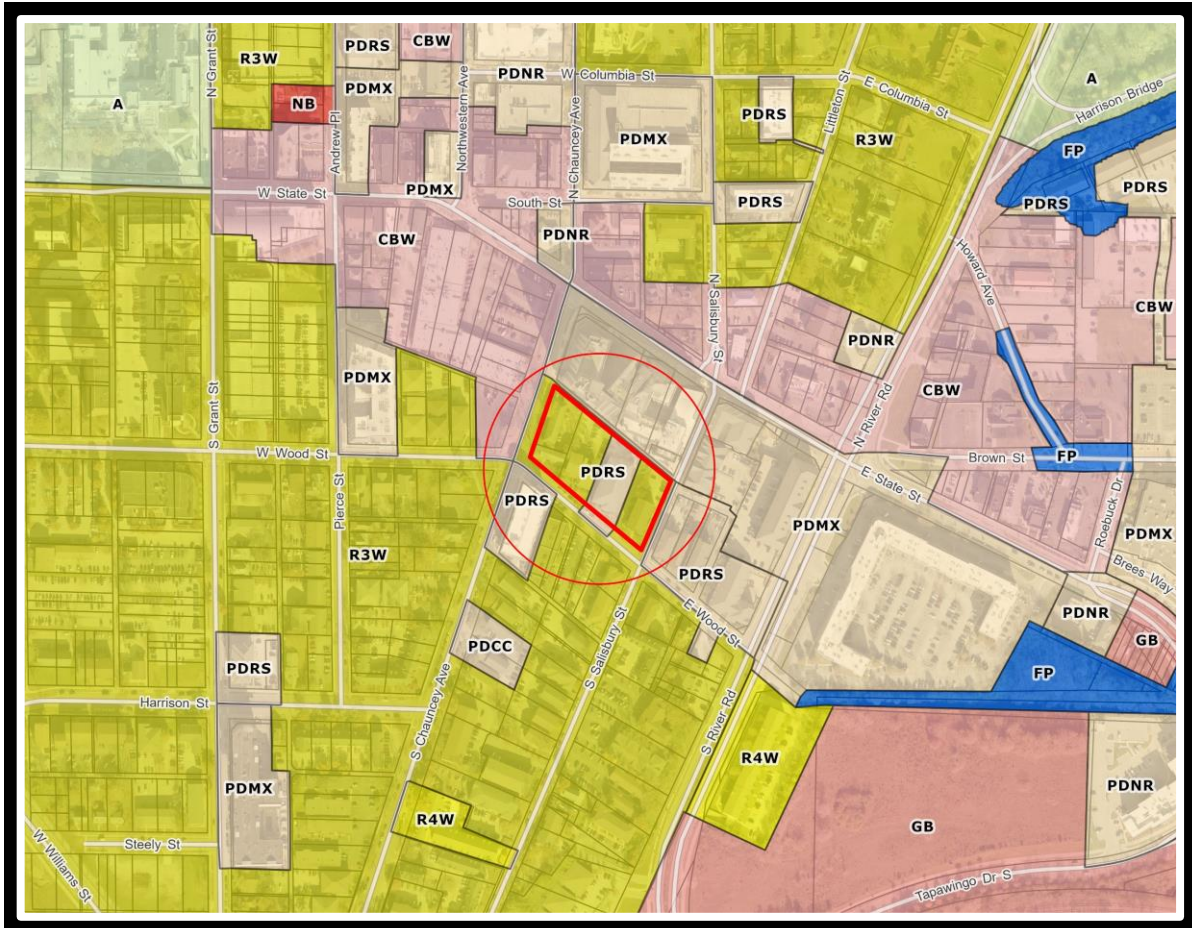 N Grant St
PDRS
CBW
R3W
PDNR
W Columbia St
A
A
PDMX
NB
E Columbia St
Harrison Bridge
Littleton St
PDRS
Andrew Pl
Northwestern Ave
N Chauncey Ave
PDMX
R3W
FP
PDRS
W State St
PDMX
South St
PDRS
PDRS
CBW
PDNR
Howard Ave
N Salisbury St
CBW
PDNR
PDMX
CBW
S Grant St
N River Rd
W Wood St
Brown St
FP
PDRS
E State St
PDRS
Pierce St
Roebuck Dr
PDMX
PDMX
R3W
PDRS
Brees Way
E Wood St
PDNR
GB
PDCC
S Salisbury St
PDRS
FP
Harrison St
S Chauncey Ave
S River Rd
R4W
PDMX
PDNR
R4W
GB
Steely St
W Williams St
Tapawingo Dr S